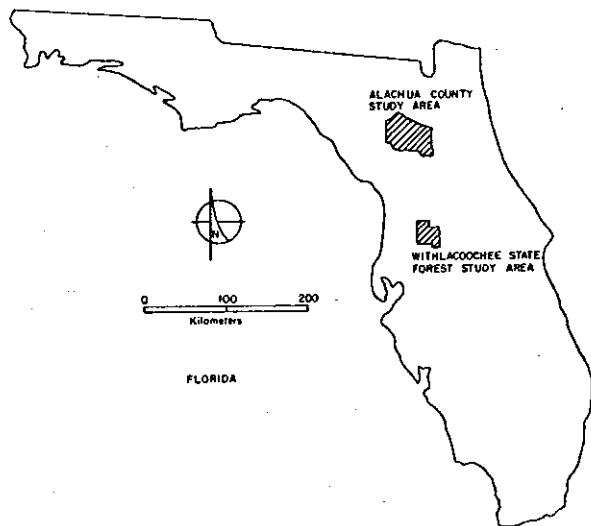 ALACHUA COUNTY
STUDY AREA
N
WITHLACOOCHEE STATE
FOREST STUDY AREA
0 100 200
Kilometers
FLORIDA